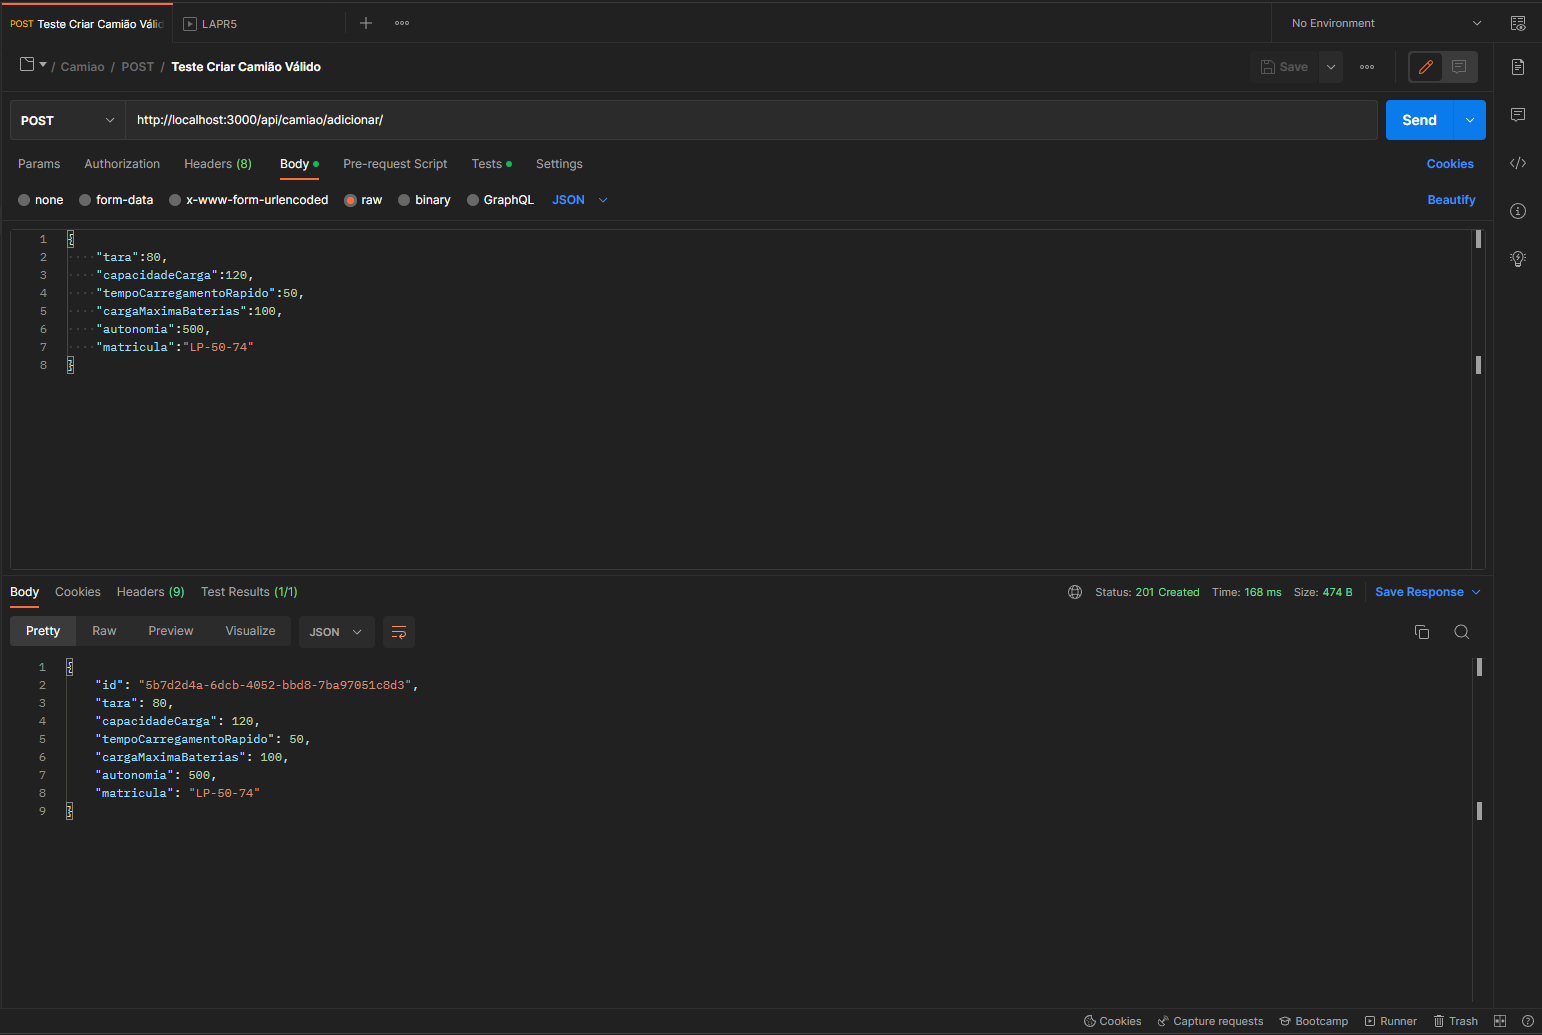 POST Teste Criar Camião Válid
LAPR5
No Environment
/ Camiao / POST / Teste Criar Camião Válido
Save
POST
http://localhost:3000/api/camiao/adicionar/
Send
Params Authorization Headers (8) Body Pre-request Script Tests Settings
Cookies
none form-data x-www-form-urlencoded raw binary GraphQL JSON
Beautify
1 {
2 "tara":80,
3 "capacidadeCarga":120,
4 "tempoCarregamentoRapido":50,
5 "cargaMaximaBaterias":100,
6 "autonomia":500,
7 "matricula":"LP-50-74"
8 }
Body Cookies Headers (9) Test Results (1/1)
Status: 201 Created Time: 168 ms Size: 474 B
Save Response
Pretty Raw Preview Visualize JSON
1 {
2 "id": "5b7d2d4a-6dcb-4052-bbd8-7ba97051c8d3",
3 "tara": 80,
4 "capacidadeCarga": 120,
5 "tempoCarregamentoRapido": 50,
6 "cargaMaximaBaterias": 100,
7 "autonomia": 500,
8 "matricula": "LP-50-74"
9 }
Cookies Capture requests Bootcamp Runner Trash